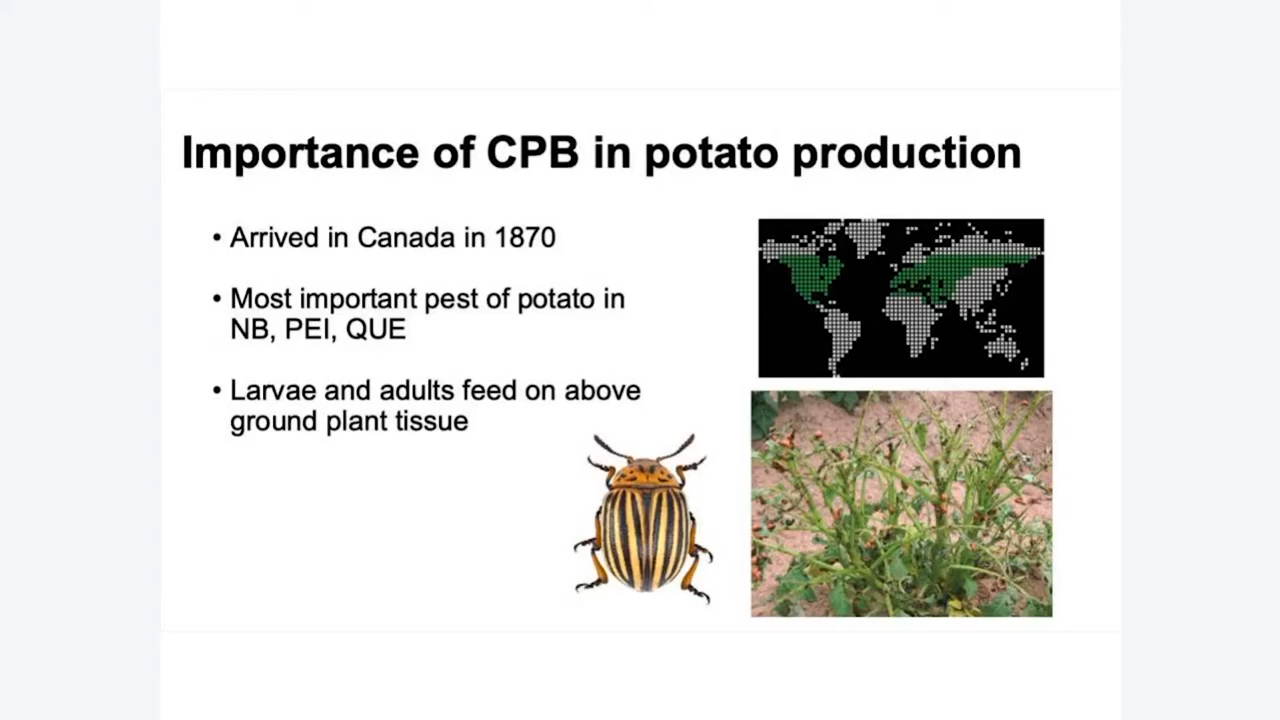 Importance of CPB in potato production
• Arrived in Canada in 1870
• Most important pest of potato in
NB, PEI, QUE
• Larvae and adults feed on above
ground plant tissue